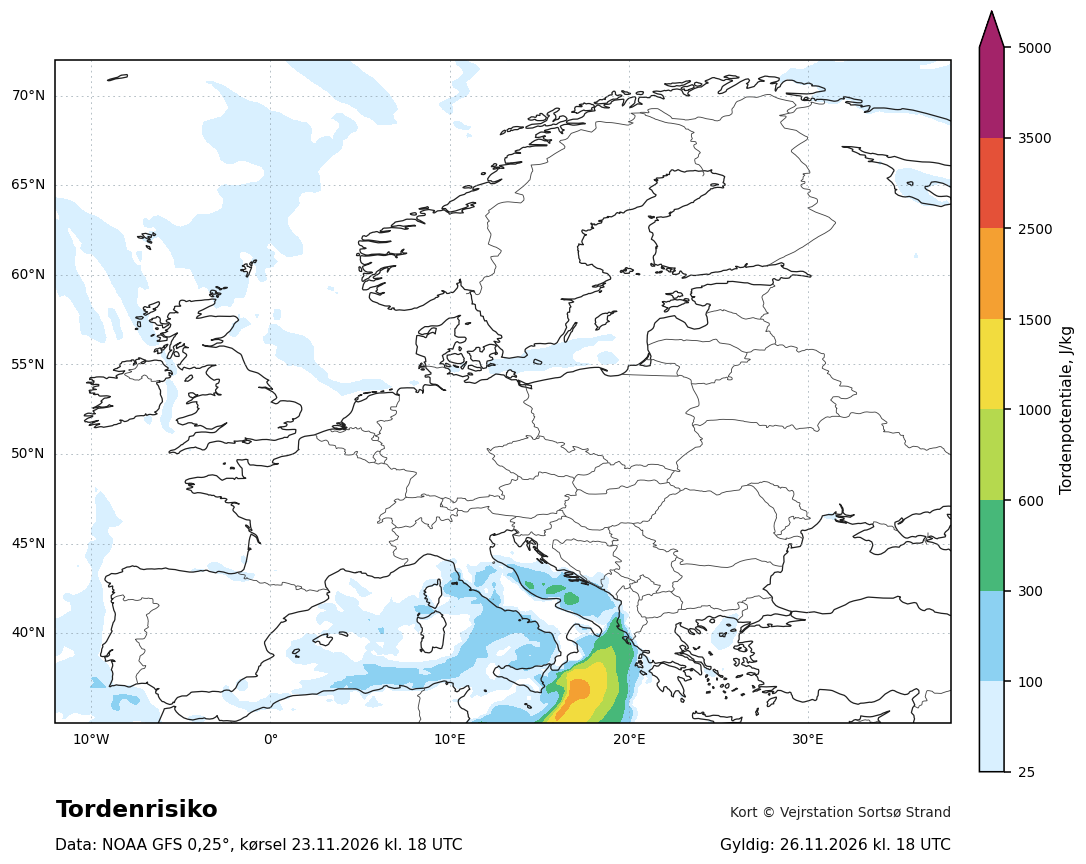 70°N
65°N
60°N
55°N
50°N
45°N
40°N
10°W
0°
10°E
20°E
30°E
5000
3500
2500
1500
1000
600
300
100
25
Tordenpotentiale, J/kg
Tordenrisiko
Kort © Vejrstation Sortsø Strand
Data: NOAA GFS 0,25°, kørsel 23.11.2026 kl. 18 UTC
Gyldig: 26.11.2026 kl. 18 UTC